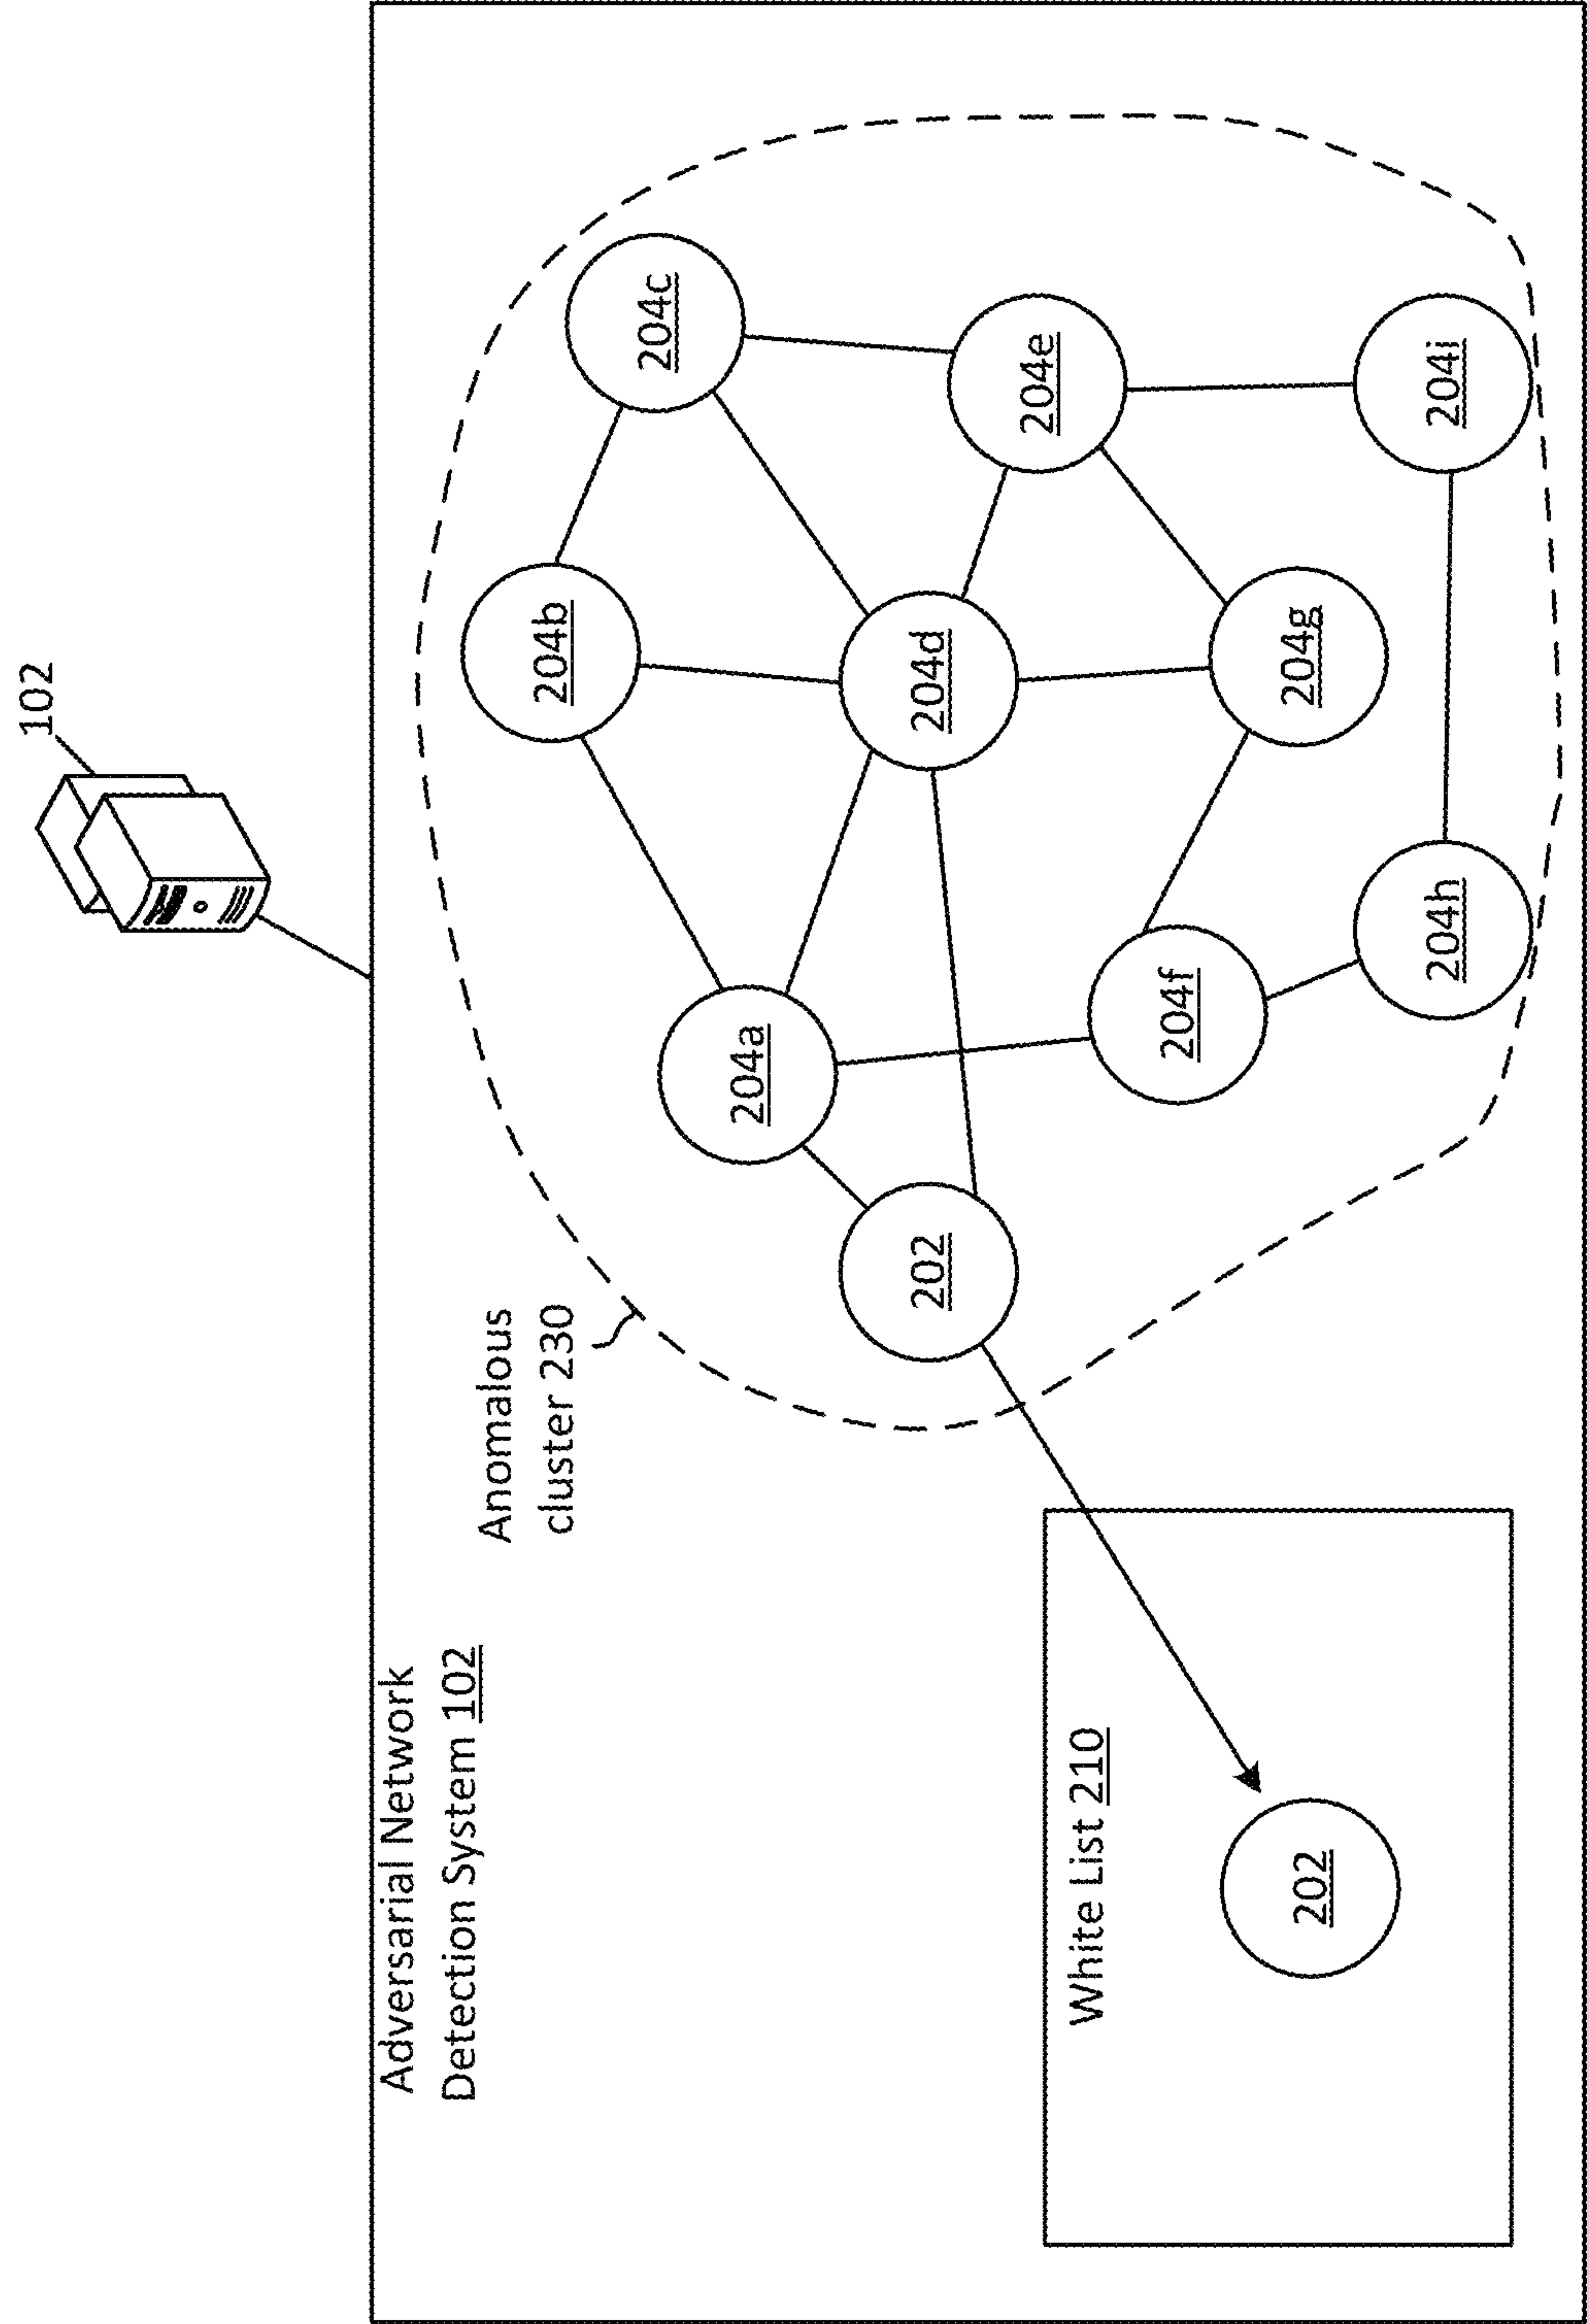 102
Adversarial Network
Detection System 102
Anomalous
cluster 230
204b
204c
204a
204d
202
204e
204f
204g
204h
204i
White List 210
202